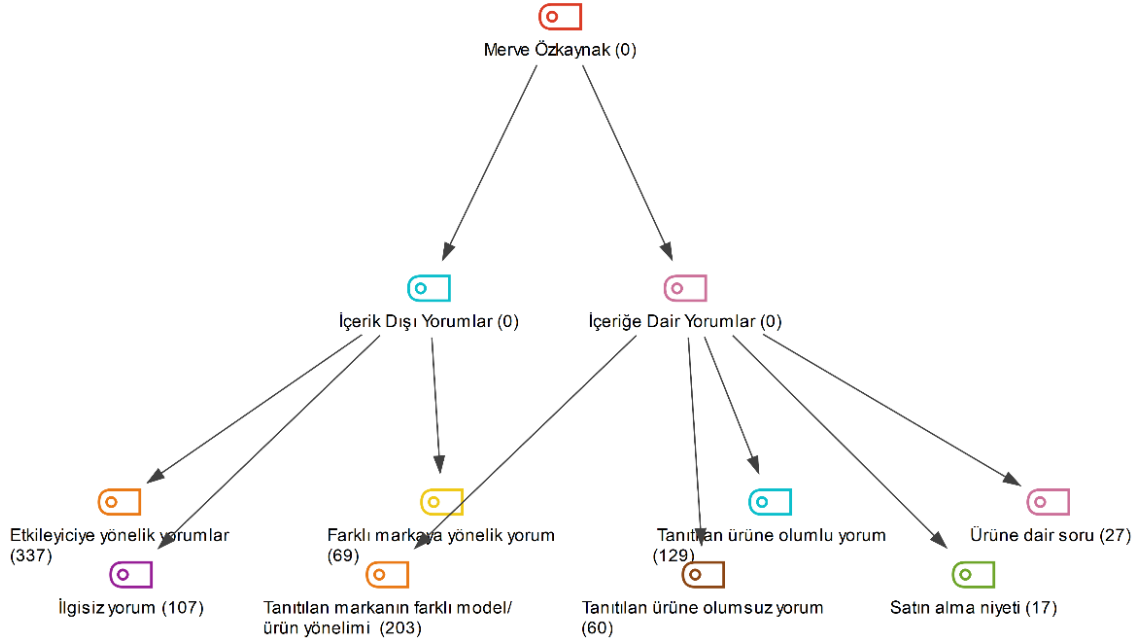 Merve Özkaynak (0)
İçerik Dışı Yorumlar (0)
İçeriğe Dair Yorumlar (0)
Etkileyiciye yönelik yorumlar
(337)
Farklı markaya yönelik yorum
(69)
Tanıtılan ürüne olumlu yorum
(129)
Ürüne dair soru (27)
İlgisiz yorum (107)
Tanıtılan markanın farklı model/
ürün yönelimi (203)
Tanıtılan ürüne olumsuz yorum
(60)
Satın alma niyeti (17)